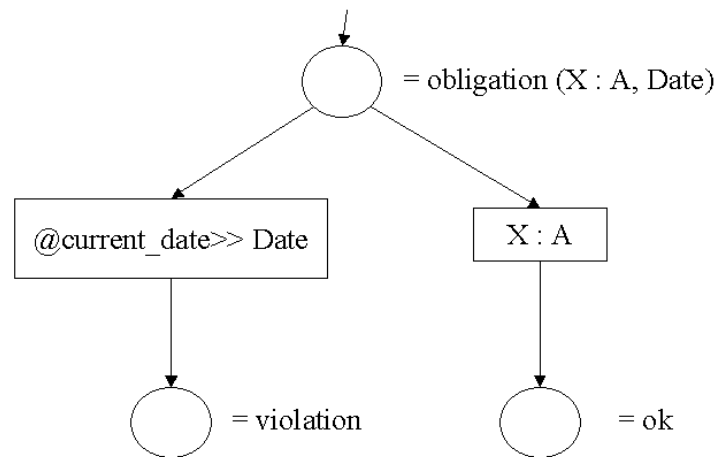 = obligation (X : A, Date)
@current_date>> Date
X : A
= violation
= ok